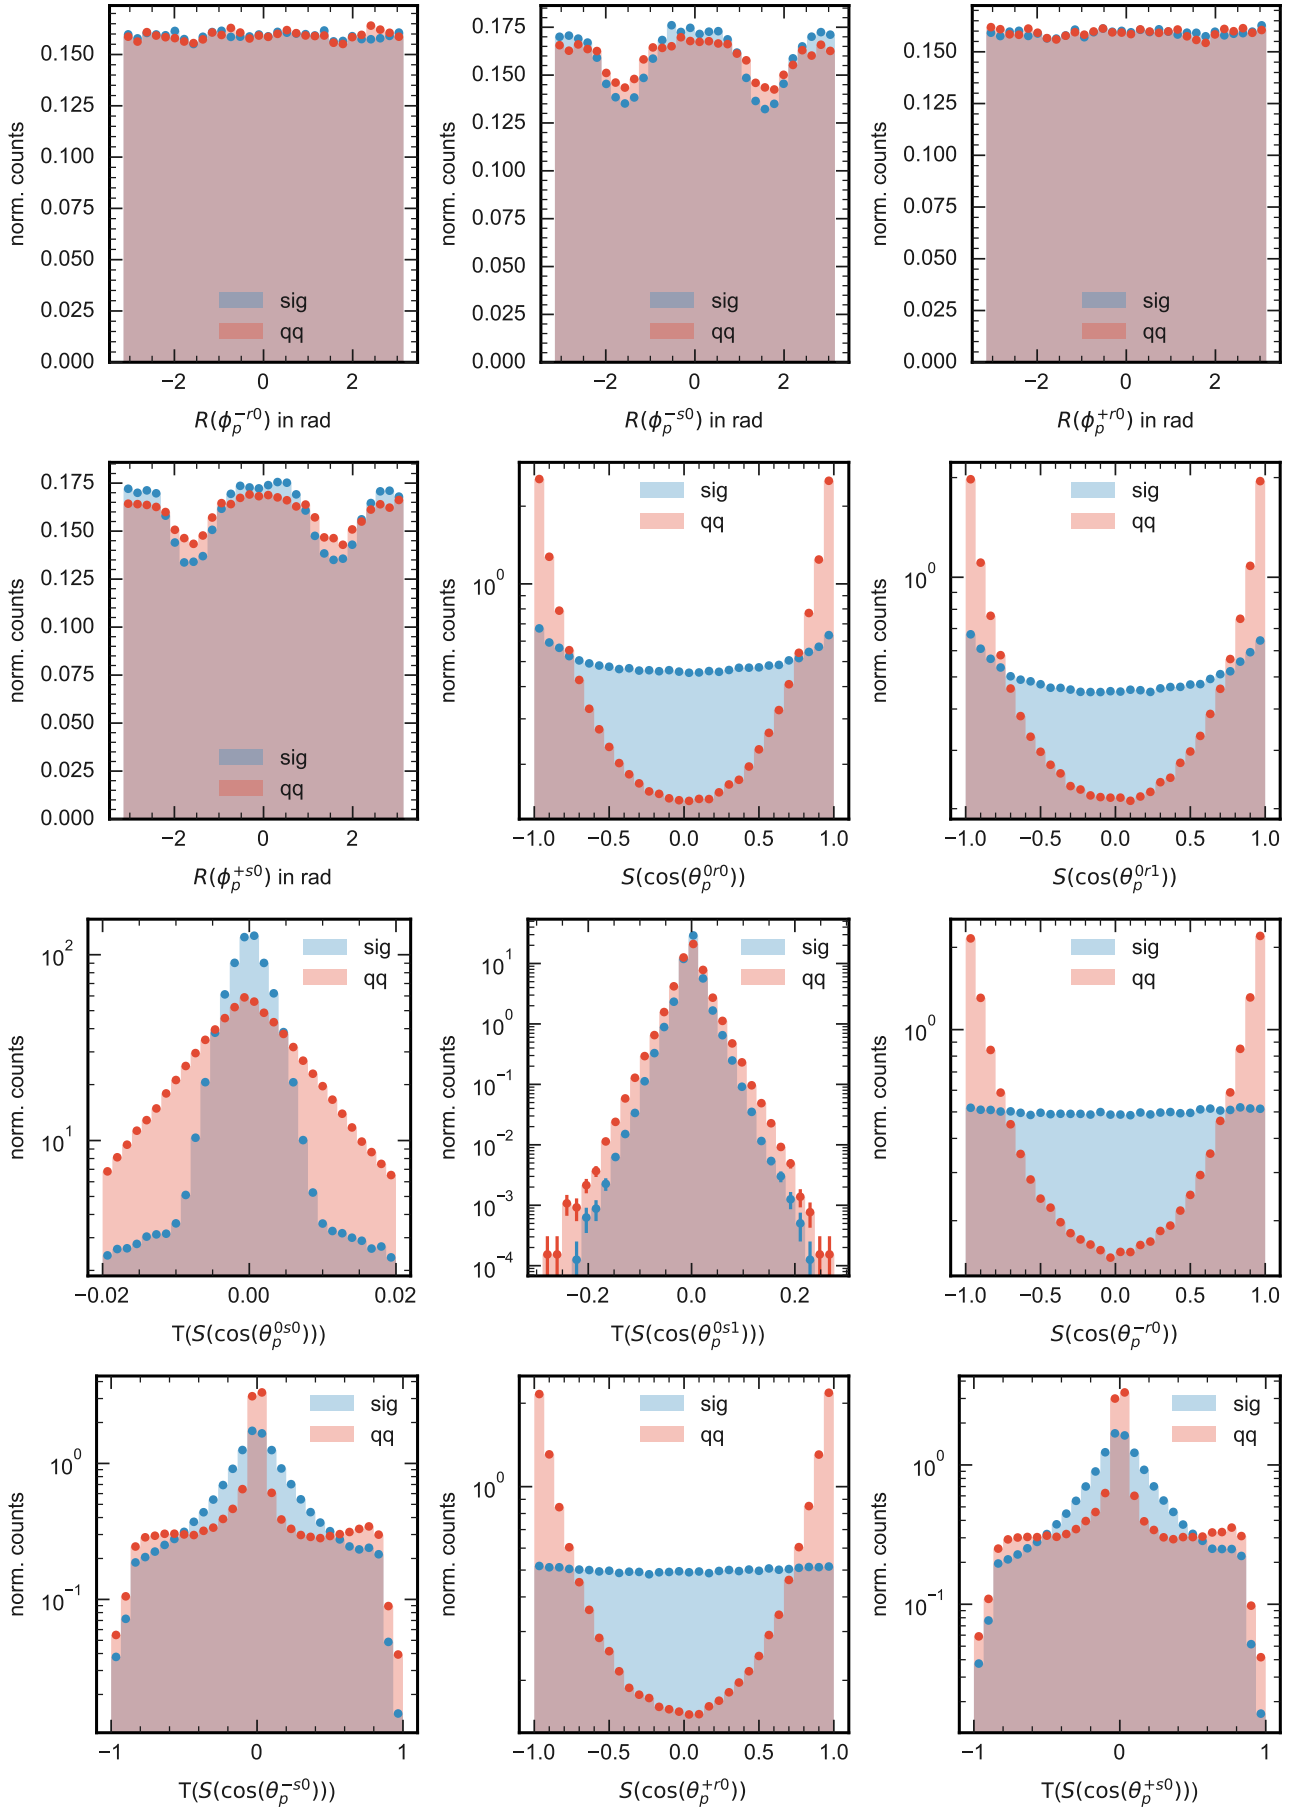 norm. counts
0.150
0.125
0.100
0.075
0.050
0.025
0.000
sig
qq
−2 0 2
R(ϕ_p^{−r0}) in rad
norm. counts
0.175
0.150
0.125
0.100
0.075
0.050
0.025
0.000
sig
qq
−2 0 2
R(ϕ_p^{−s0}) in rad
norm. counts
0.150
0.125
0.100
0.075
0.050
0.025
0.000
sig
qq
−2 0 2
R(ϕ_p^{+r0}) in rad
norm. counts
0.175
0.150
0.125
0.100
0.075
0.050
0.025
0.000
sig
qq
−2 0 2
R(ϕ_p^{+s0}) in rad
norm. counts
10^0
sig
qq
−1.0 −0.5 0.0 0.5 1.0
S(cos(θ_p^{0r0}))
norm. counts
10^0
sig
qq
−1.0 −0.5 0.0 0.5 1.0
S(cos(θ_p^{0r1}))
norm. counts
10^2
10^1
sig
qq
−0.02 0.00 0.02
T(S(cos(θ_p^{0s0})))
norm. counts
10^1
10^0
10^{−1}
10^{−2}
10^{−3}
10^{−4}
sig
qq
−0.2 0.0 0.2
T(S(cos(θ_p^{0s1})))
norm. counts
10^0
sig
qq
−1.0 −0.5 0.0 0.5 1.0
S(cos(θ_p^{−r0}))
norm. counts
10^0
10^{−1}
sig
qq
−1 0 1
T(S(cos(θ_p^{−s0})))
norm. counts
10^0
sig
qq
−1.0 −0.5 0.0 0.5 1.0
S(cos(θ_p^{+r0}))
norm. counts
10^0
10^{−1}
sig
qq
−1 0 1
T(S(cos(θ_p^{+s0})))